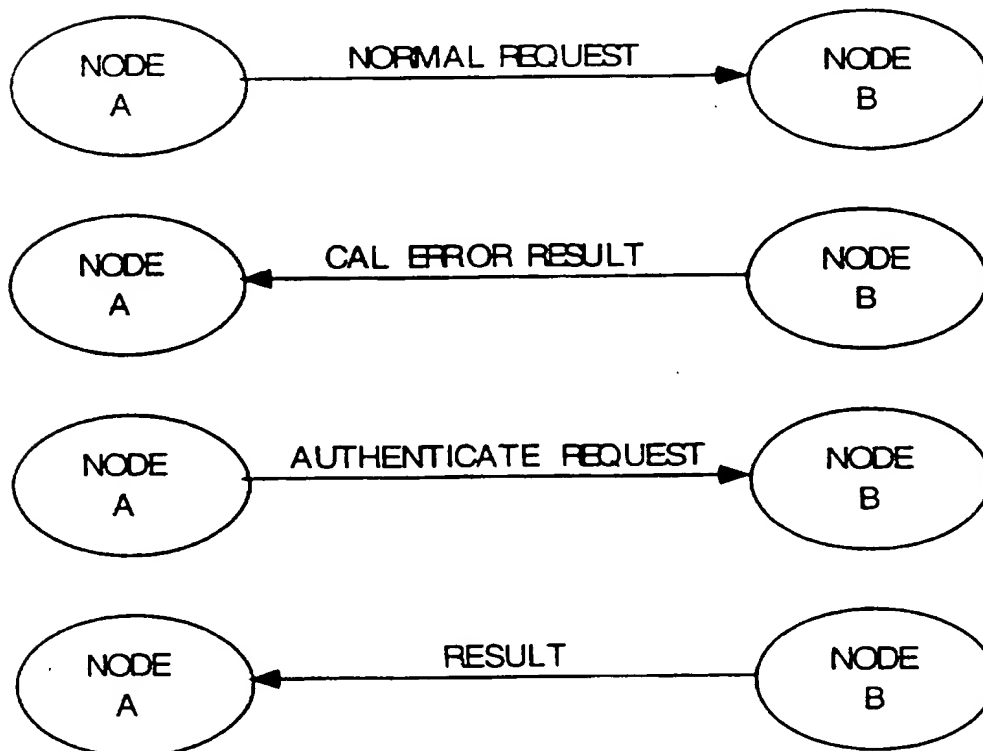 NODE
A
NORMAL REQUEST
NODE
B
NODE
A
CAL ERROR RESULT
NODE
B
NODE
A
AUTHENTICATE REQUEST
NODE
B
NODE
A
RESULT
NODE
B